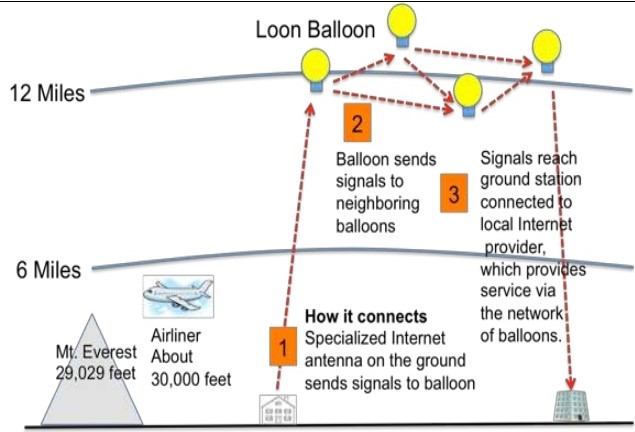 Loon Balloon
12 Miles
2
Balloon sends
signals to
neighboring
balloons
3
Signals reach
ground station
connected to
local Internet
provider,
which provides
service via
the network
of balloons.
6 Miles
Mt. Everest
29,029 feet
Airliner
About
30,000 feet
1
How it connects
Specialized Internet
antenna on the ground
sends signals to balloon